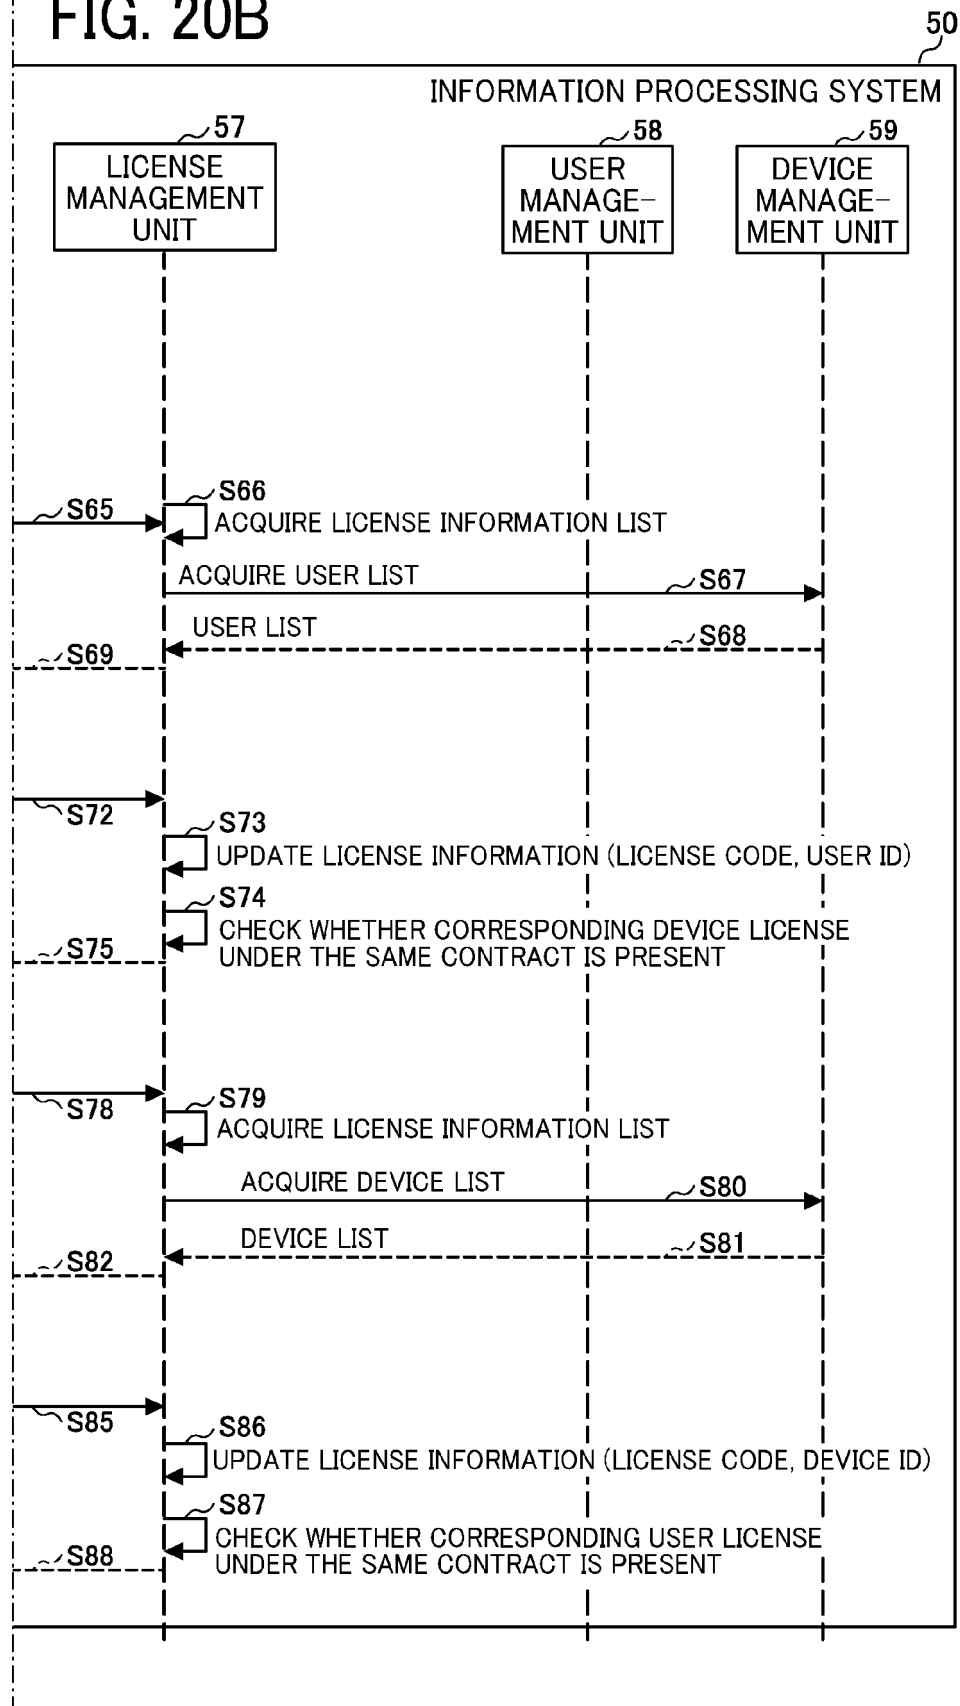 FIG. 20B
50
INFORMATION PROCESSING SYSTEM
57
LICENSE
MANAGEMENT
UNIT
58
USER
MANAGE-
MENT UNIT
59
DEVICE
MANAGE-
MENT UNIT
S65
S66
ACQUIRE LICENSE INFORMATION LIST
ACQUIRE USER LIST
S67
USER LIST
S68
S69
S72
S73
UPDATE LICENSE INFORMATION (LICENSE CODE, USER ID)
S74
CHECK WHETHER CORRESPONDING DEVICE LICENSE
UNDER THE SAME CONTRACT IS PRESENT
S75
S78
S79
ACQUIRE LICENSE INFORMATION LIST
ACQUIRE DEVICE LIST
S80
DEVICE LIST
S81
S82
S85
S86
UPDATE LICENSE INFORMATION (LICENSE CODE, DEVICE ID)
S87
CHECK WHETHER CORRESPONDING USER LICENSE
UNDER THE SAME CONTRACT IS PRESENT
S88